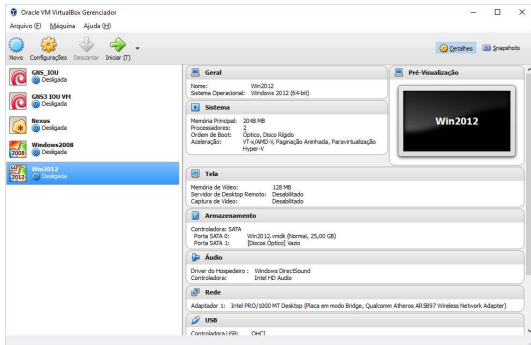 Oracle VM VirtualBox Gerenciador
Arquivo (F) Máquina Ajuda (H)
Novo Configurações Descartar Iniciar (T)
Detalhes Snapshots
GNS_IOU
Desligada
GNS3 IOU VM
Desligada
Nexus
Desligada
Windows2008
Desligada
2008
Win2012
Desligada
2012
Geral
Nome: Win2012
Sistema Operacional: Windows 2012 (64-bit)
Sistema
Memória Principal: 2048 MB
Processadores: 2
Ordem de Boot: Óptico, Disco Rígido
Aceleração: VT-x/AMD-V, Paginação Aninhada, Paravirtualização
Hyper-V
Pré-Visualização
Win2012
Tela
Memória de Vídeo: 128 MB
Servidor de Desktop Remoto: Desabilitado
Captura de Vídeo: Desabilitado
Armazenamento
Controladora: SATA
Porta SATA 0: Win2012.vmdk (Normal, 25,00 GB)
Porta SATA 1: [Discos Óptico] Vazio
Áudio
Driver do Hospedeiro : Windows DirectSound
Controladora: Intel HD Audio
Rede
Adaptador 1: Intel PRO/1000 MT Desktop (Placa em modo Bridge, Qualcomm Atheros AR5B97 Wireless Network Adapter)
USB
Controladora USB: OHCI